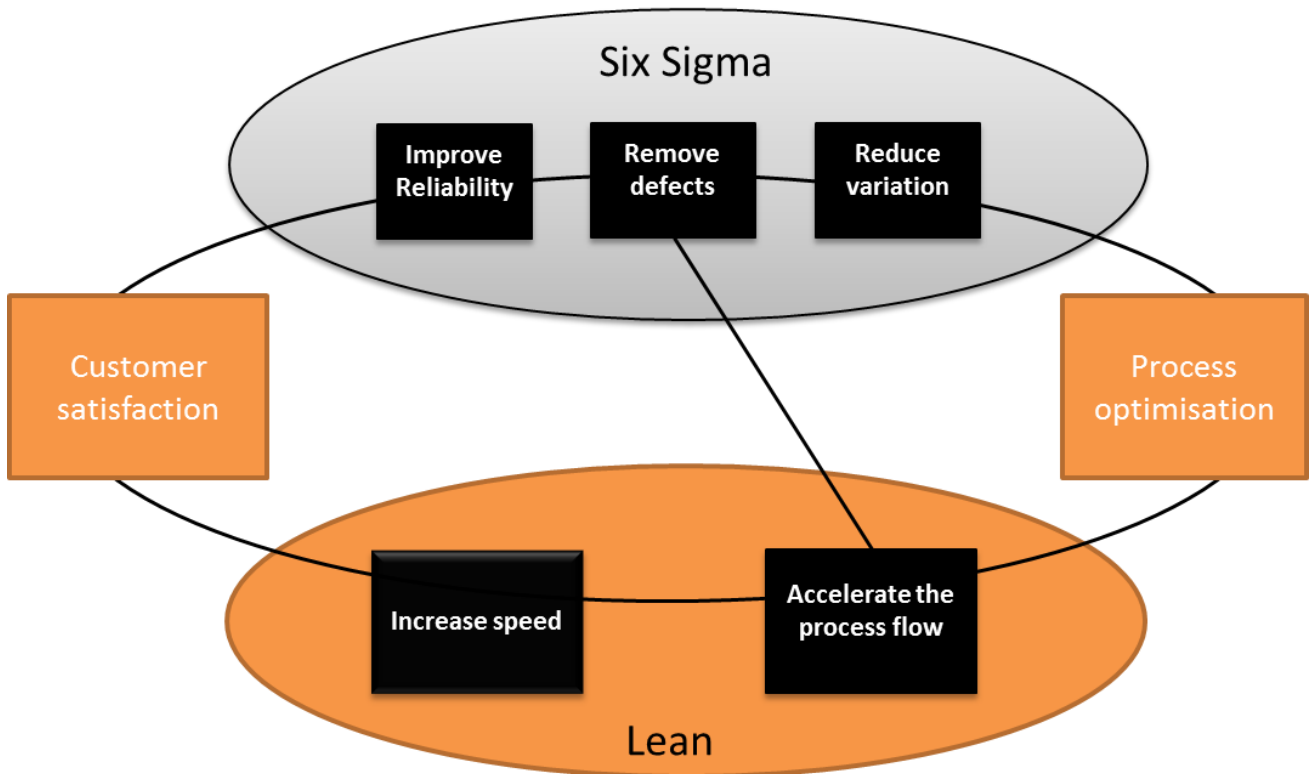 Six Sigma
Improve
Reliability
Remove
defects
Reduce
variation
Customer
satisfaction
Process
optimisation
Increase speed
Accelerate the
process flow
Lean